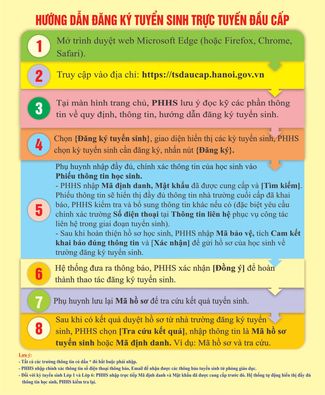 HƯỚNG DẪN ĐĂNG KÝ TUYỂN SINH TRỰC TUYẾN ĐẦU CẤP
1
Mở trình duyệt web Microsoft Edge (hoặc Firefox, Chrome,
Safari).
2
Truy cập vào địa chỉ: https://tsdaucap.hanoi.gov.vn
3
Tại màn hình trang chủ, PHHS lưu ý đọc kỹ các phần thông
tin về quy định, thông tin, hướng dẫn đăng ký tuyển sinh.
4
Chọn [Đăng ký tuyển sinh], giao diện hiển thị các kỳ tuyển sinh, PHHS
chọn kỳ tuyển sinh cần đăng ký, nhấn nút [Đăng ký].
5
Phụ huynh nhập đầy đủ, chính xác thông tin của học sinh vào
Phiếu thông tin học sinh.
- PHHS nhập Mã định danh, Mật khẩu đã được cung cấp và [Tìm kiếm].
Phiếu thông tin sẽ hiển thị đầy đủ thông tin nhà trường cuối cấp đã khai
báo, PHHS kiểm tra và bổ sung thông tin khác nếu có (đặc biệt yêu cầu
chính xác trường Số điện thoại tại Thông tin liên hệ phục vụ công tác
liên hệ trong giai đoạn tuyển sinh).
- Sau khi hoàn thiện hồ sơ học sinh, PHHS nhập Mã bảo vệ, tích Cam kết
khai báo đúng thông tin và [Xác nhận] để gửi hồ sơ của học sinh về
trường đăng ký tuyển sinh.
6
Hệ thống đưa ra thông báo, PHHS xác nhận [Đồng ý] để hoàn
thành thao tác đăng ký tuyển sinh.
7
Phụ huynh lưu lại Mã hồ sơ để tra cứu kết quả tuyển sinh.
8
Sau khi có kết quả duyệt hồ sơ từ nhà trường đăng ký tuyển
sinh, PHHS chọn [Tra cứu kết quả], nhập thông tin là Mã hồ sơ
tuyển sinh hoặc Mã định danh. Ví dụ: Mã hồ sơ và tra cứu.
Lưu ý:
- Tất cả các trường thông tin có dấu * đỏ bắt buộc phải nhập.
- PHHS nhập chính xác thông tin số điện thoại thông báo, Email để nhận được các thông báo tuyển sinh từ phòng giáo dục.
- Đối với kỳ tuyển sinh Lớp 1 và Lớp 6: PHHS nhập trực tiếp Mã định danh và Mật khẩu đã được cung cấp trước đó. Hệ thống tự động hiển thị đầy đủ
thông tin học sinh, PHHS kiểm tra lại.